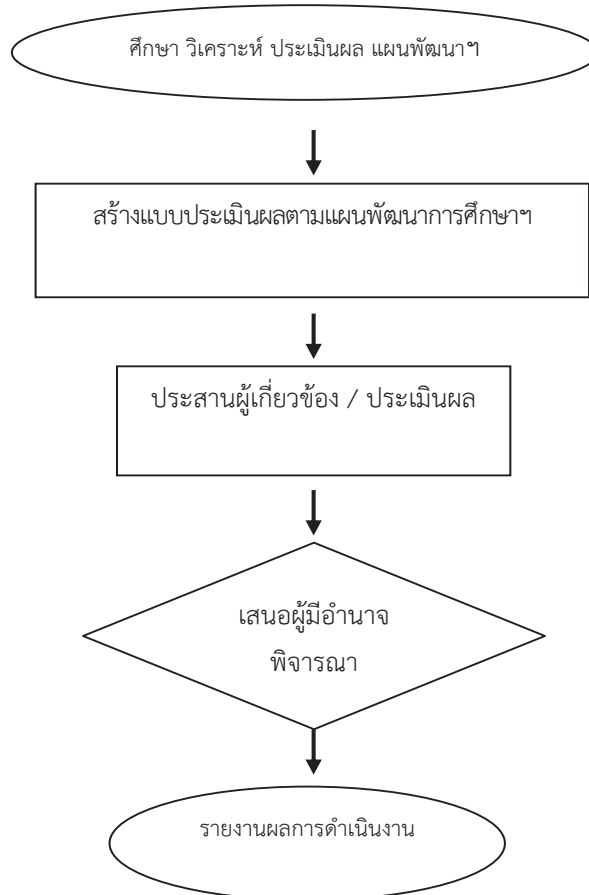 ศึกษา วิเคราะห์ ประเมินผล แผนพัฒนาฯ
สร้างแบบประเมินผลตามแผนพัฒนาการศึกษาฯ
ประสานผู้เกี่ยวข้อง / ประเมินผล
เสนอผู้มีอำนาจ
พิจารณา
รายงานผลการดำเนินงาน